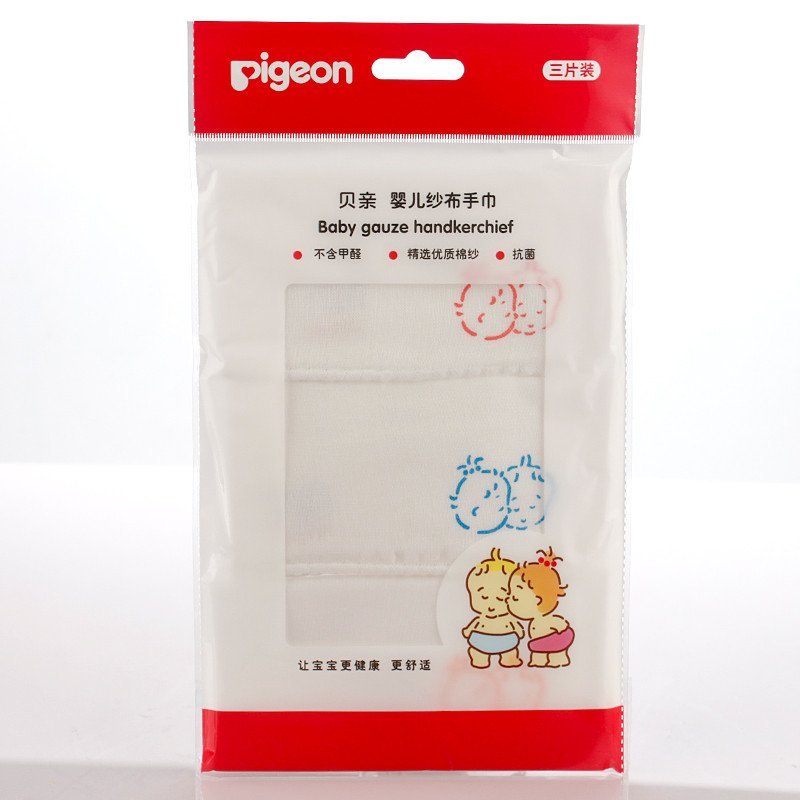 pigeon
三片装
贝亲 婴儿纱布手巾
Baby gauze handkerchief
不含甲醛 精选优质棉纱 抗菌
让宝宝更健康 更舒适